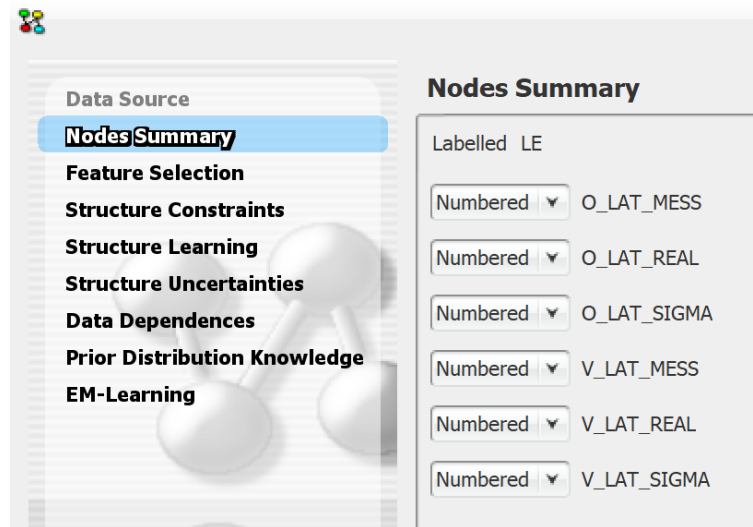 Data Source
Nodes Summary
Feature Selection
Structure Constraints
Structure Learning
Structure Uncertainties
Data Dependences
Prior Distribution Knowledge
EM-Learning
Nodes Summary
Labelled LE
Numbered O_LAT_MESS
Numbered O_LAT_REAL
Numbered O_LAT_SIGMA
Numbered V_LAT_MESS
Numbered V_LAT_REAL
Numbered V_LAT_SIGMA